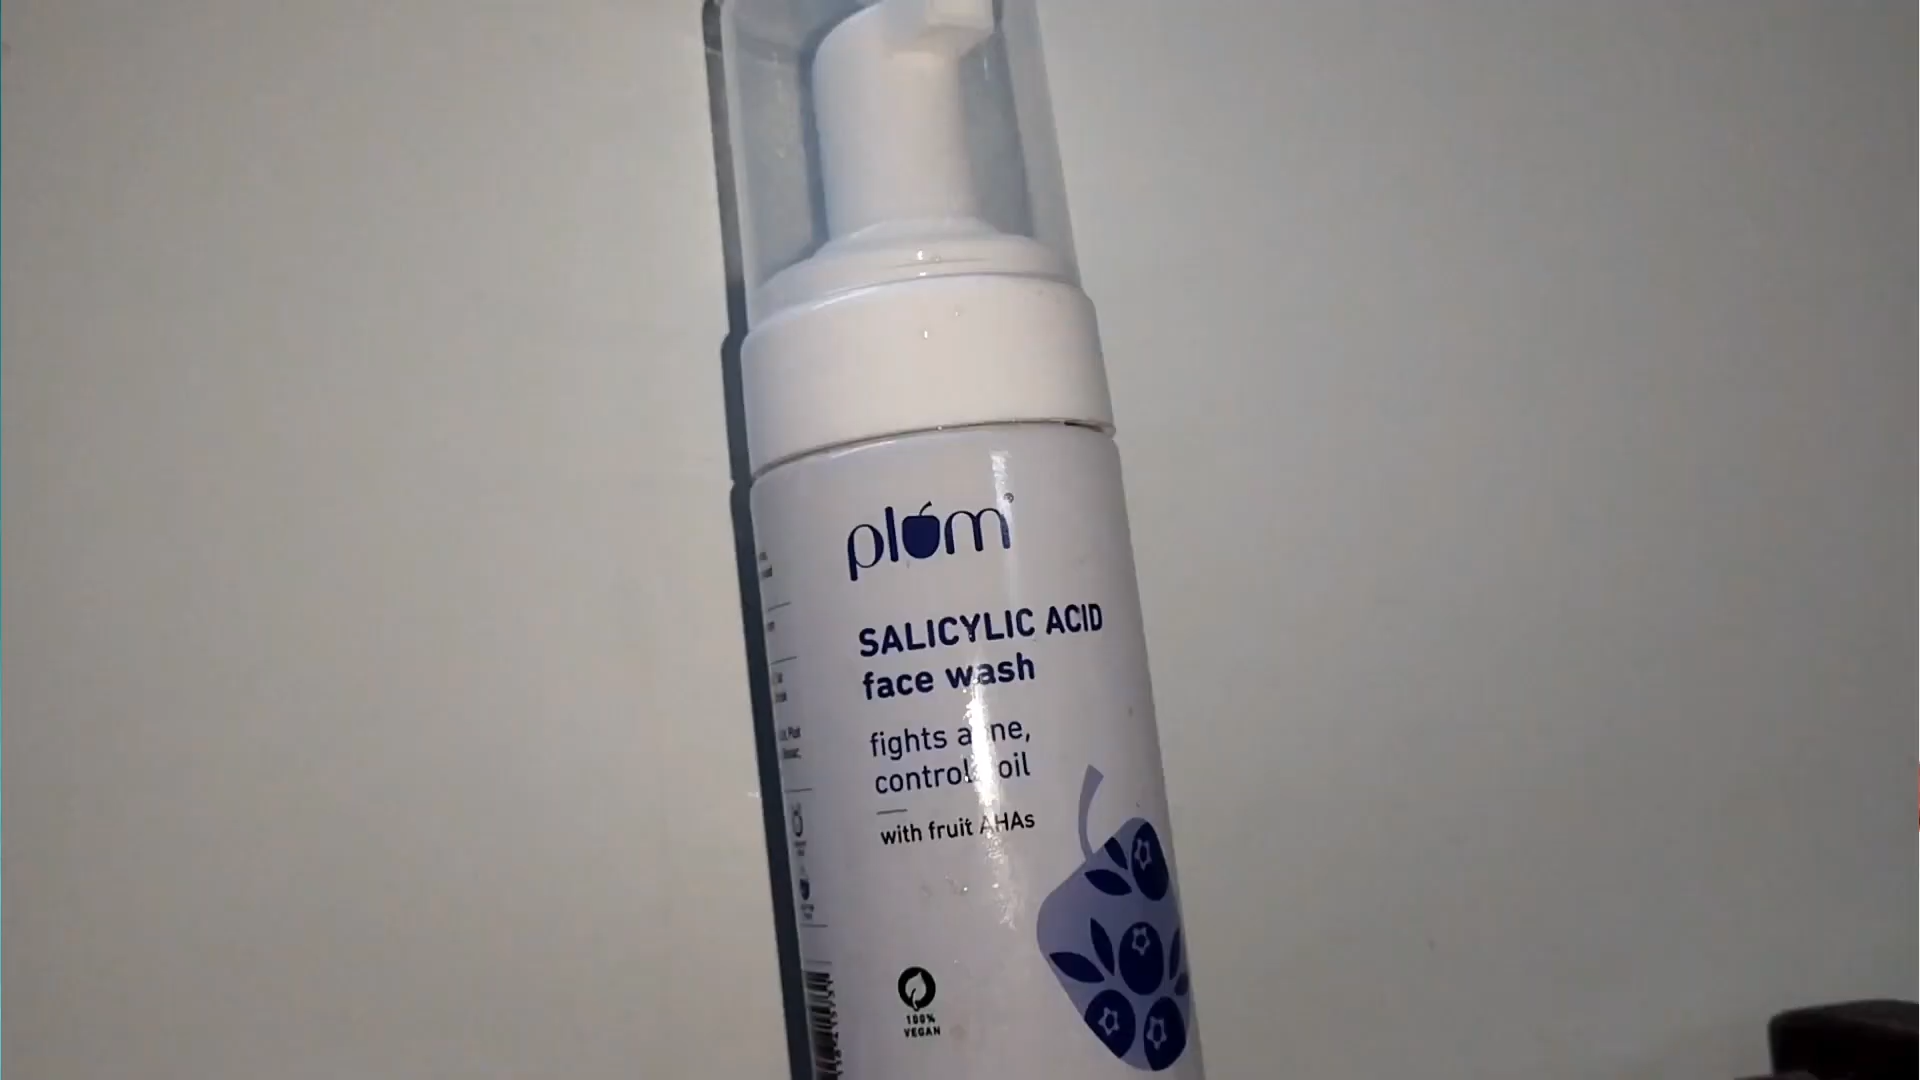 plum®
SALICYLIC ACID
face wash
fights acne,
controls oil
with fruit AHAs
100%
VEGAN